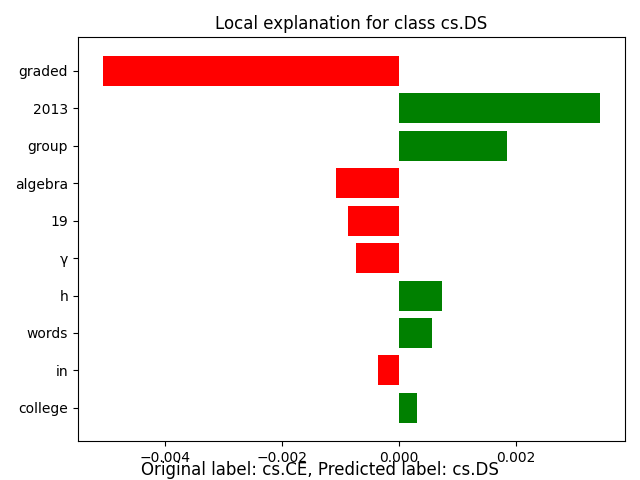 Local explanation for class cs.DS
graded
2013
group
algebra
19
γ
h
words
in
college
−0.004 −0.002 0.000 0.002
Original label: cs.CE, Predicted label: cs.DS